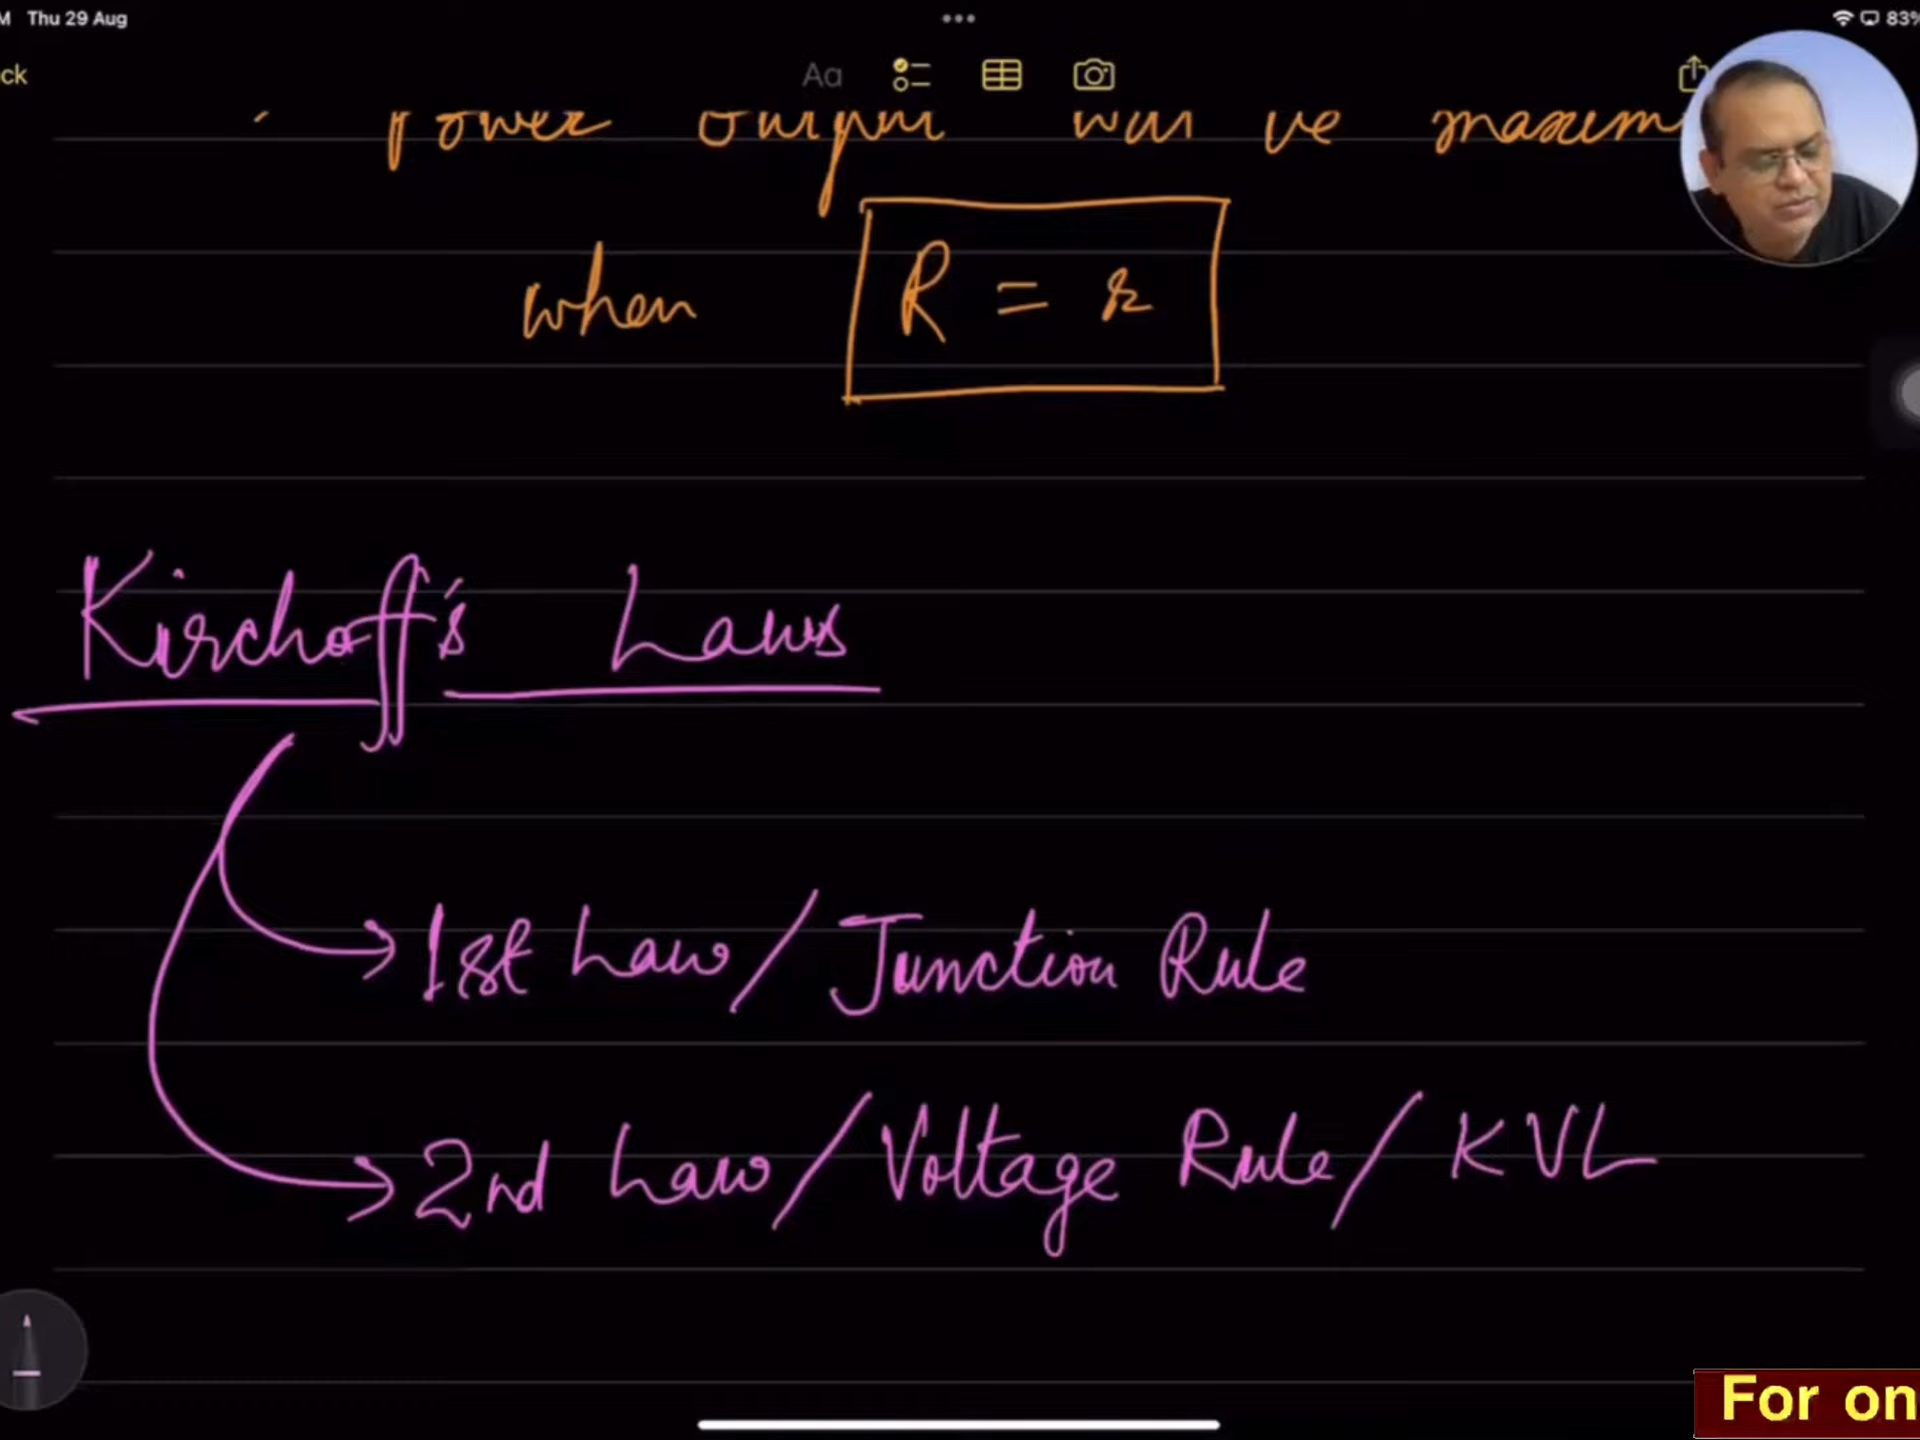 M Thu 29 Aug 83%
ck Aa
power output will be maxim
when R = r
Kirchoff's Laws
1st Law / Junction Rule
2nd Law / Voltage Rule / KVL
For on